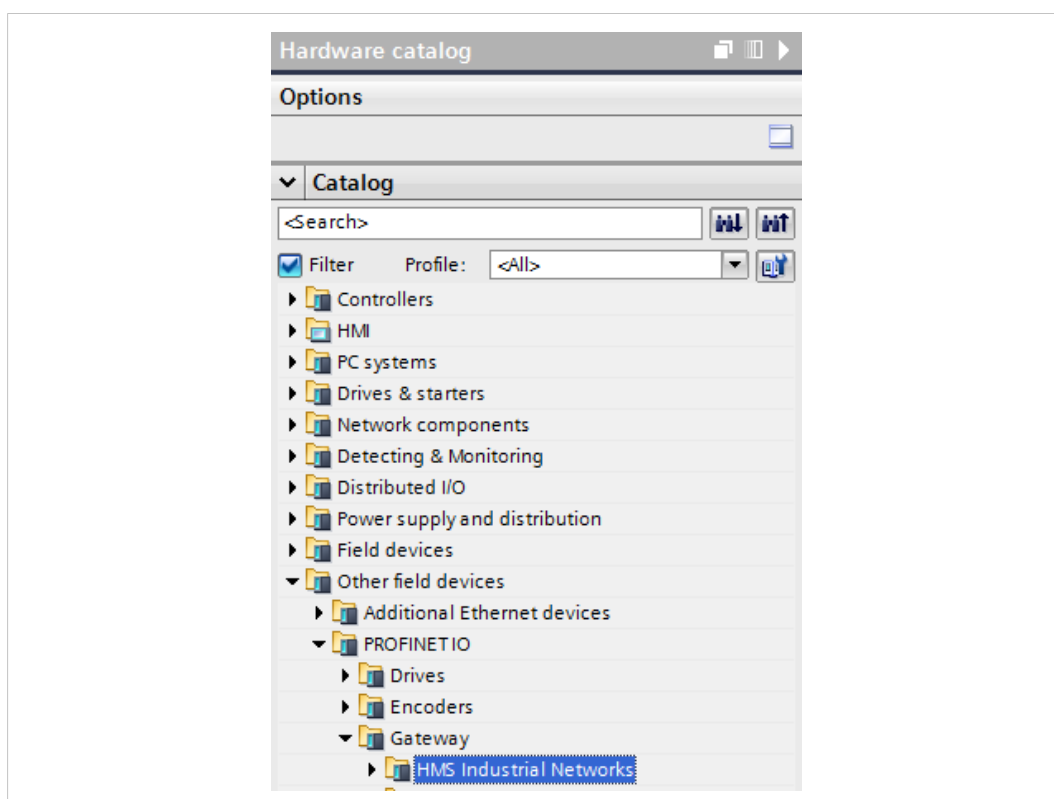 Hardware catalog
Options
Catalog
<Search>
Filter Profile: <All>
Controllers
HMI
PC systems
Drives & starters
Network components
Detecting & Monitoring
Distributed I/O
Power supply and distribution
Field devices
Other field devices
Additional Ethernet devices
PROFINET IO
Drives
Encoders
Gateway
HMS Industrial Networks